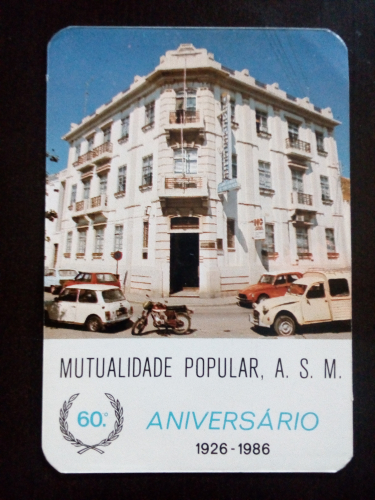 MUTUALIDADE POPULAR, A. S. M.
60.º
ANIVERSÁRIO
1926 - 1986